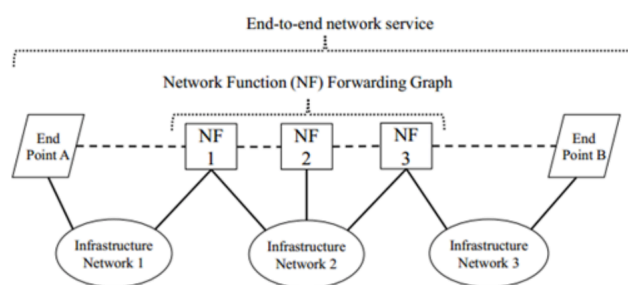 End-to-end network service
Network Function (NF) Forwarding Graph
End
Point A
NF
1
NF
2
NF
3
End
Point B
Infrastructure
Network 1
Infrastructure
Network 2
Infrastructure
Network 3